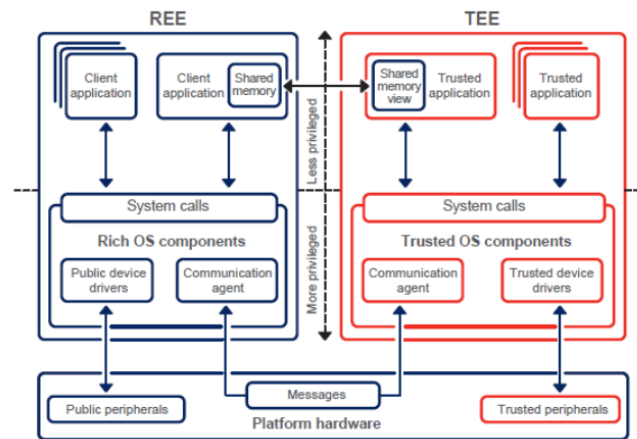 REE
TEE
Client
application
Client
application
Shared
memory
Shared
memory
view
Trusted
application
Trusted
application
Less privileged
System calls
System calls
Rich OS components
Trusted OS components
More privileged
Public device
drivers
Communication
agent
Communication
agent
Trusted device
drivers
Messages
Public peripherals
Trusted peripherals
Platform hardware